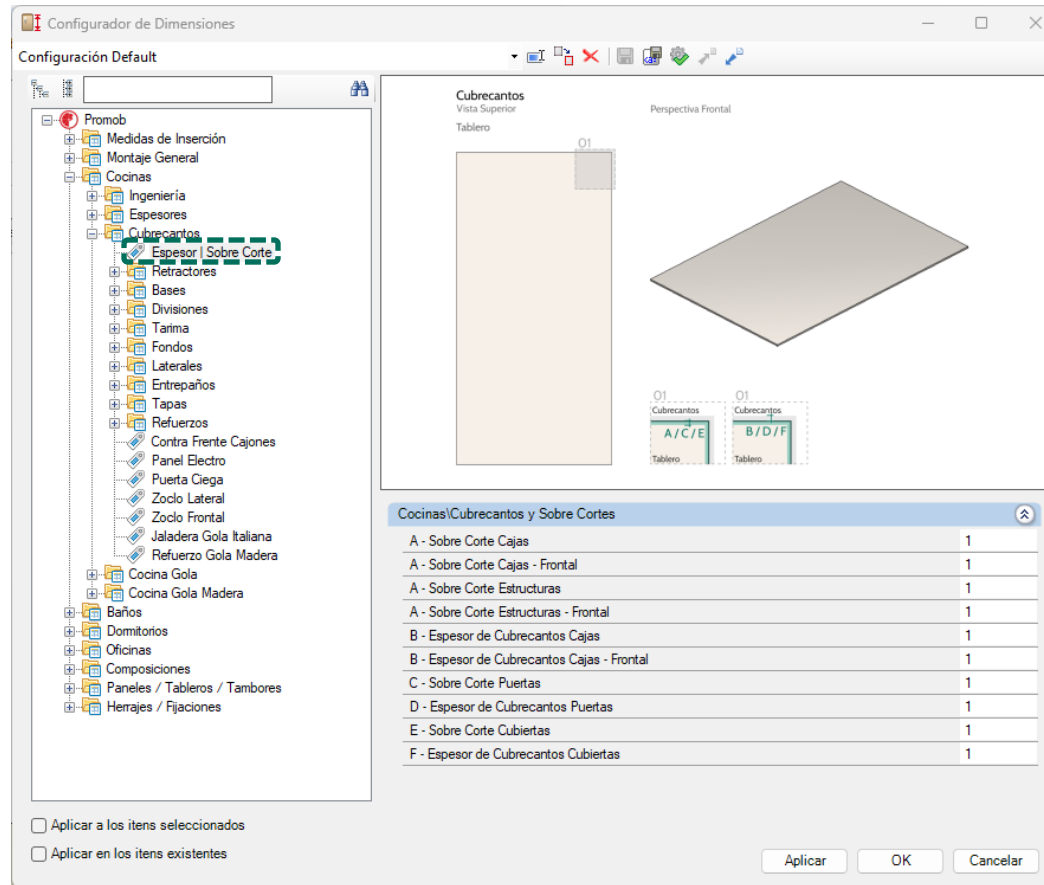 Configurador de Dimensiones
Configuración Default
Promob
Medidas de Inserción
Montaje General
Cocinas
Ingeniería
Espesores
Cubrecantos
Espesor | Sobre Corte
Retractores
Bases
Divisiones
Tarima
Fondos
Laterales
Entrepaños
Tapas
Refuerzos
Contra Frente Cajones
Panel Electro
Puerta Ciega
Zoclo Lateral
Zoclo Frontal
Jaladera Gola Italiana
Refuerzo Gola Madera
Cocina Gola
Cocina Gola Madera
Baños
Dormitorios
Oficinas
Composiciones
Paneles / Tableros / Tambores
Herrajes / Fijaciones
Cubrecantos
Vista Superior
Perspectiva Frontal
Tablero
O1
O1 O1
Cubrecantos Cubrecantos
A/C/E B/D/F
Tablero Tablero
Cocinas\Cubrecantos y Sobre Cortes
A - Sobre Corte Cajas 1
A - Sobre Corte Cajas - Frontal 1
A - Sobre Corte Estructuras 1
A - Sobre Corte Estructuras - Frontal 1
B - Espesor de Cubrecantos Cajas 1
B - Espesor de Cubrecantos Cajas - Frontal 1
C - Sobre Corte Puertas 1
D - Espesor de Cubrecantos Puertas 1
E - Sobre Corte Cubiertas 1
F - Espesor de Cubrecantos Cubiertas 1
Aplicar a los itens seleccionados
Aplicar en los itens existentes
Aplicar OK Cancelar